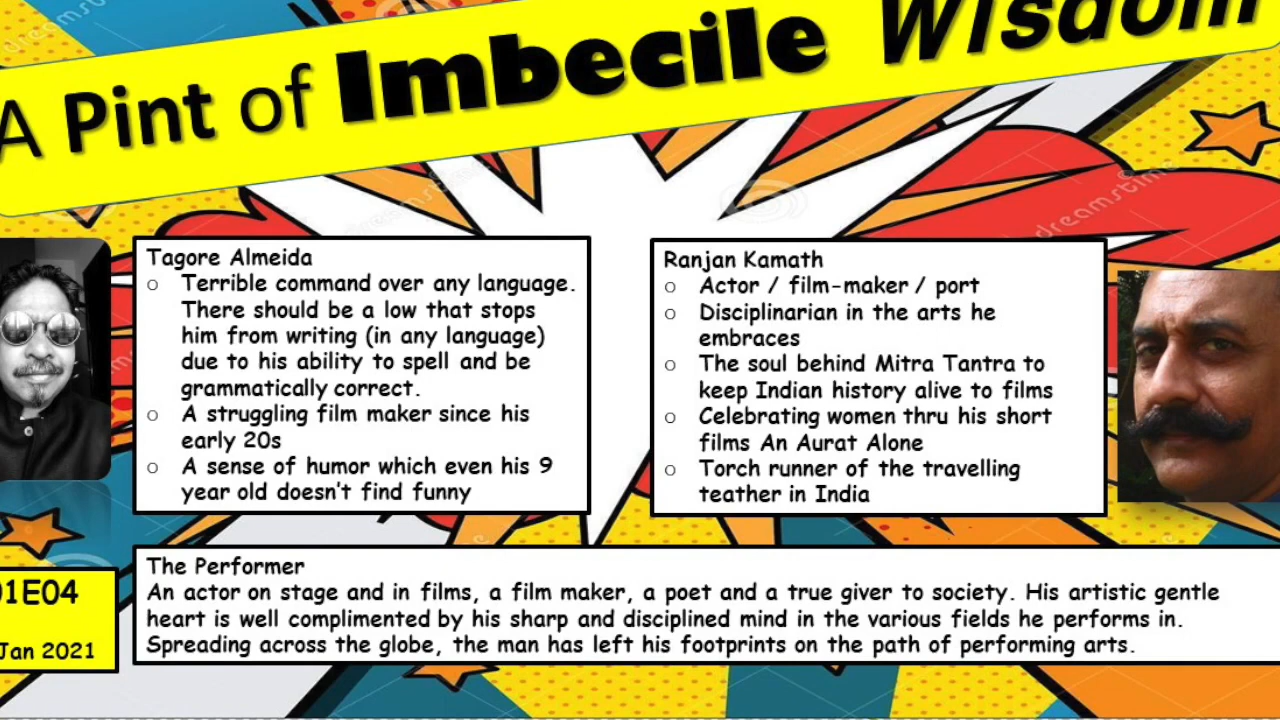 A Pint of Imbecile Wisdom
Tagore Almeida
o Terrible command over any language.
There should be a low that stops
him from writing (in any language)
due to his ability to spell and be
grammatically correct.
o A struggling film maker since his
early 20s
o A sense of humor which even his 9
year old doesn't find funny
Ranjan Kamath
o Actor / film-maker / port
o Disciplinarian in the arts he
embraces
o The soul behind Mitra Tantra to
keep Indian history alive to films
o Celebrating women thru his short
films An Aurat Alone
o Torch runner of the travelling
teather in India
The Performer
An actor on stage and in films, a film maker, a poet and a true giver to society. His artistic gentle
heart is well complimented by his sharp and disciplined mind in the various fields he performs in.
Spreading across the globe, the man has left his footprints on the path of performing arts.
01E04
Jan 2021
dreamstime
dreamstime